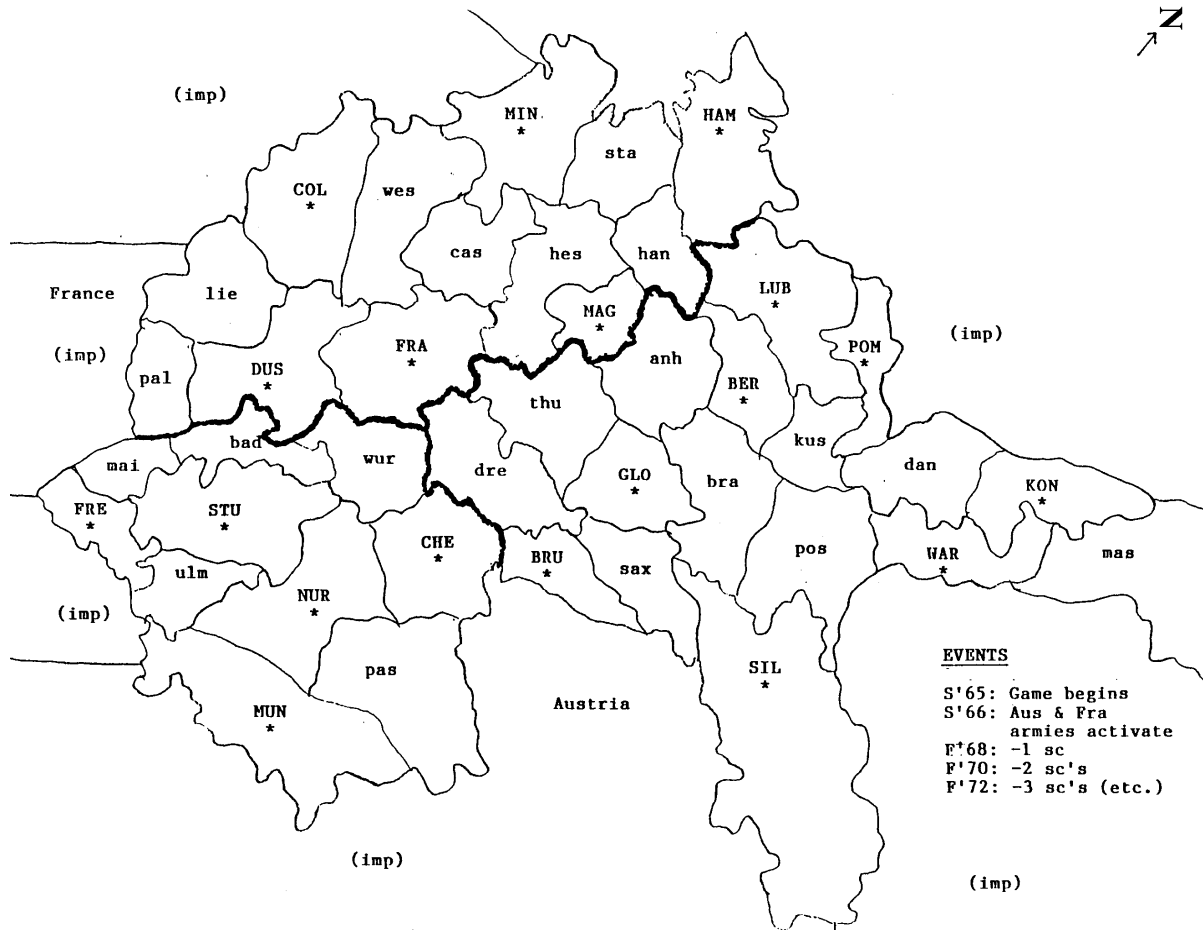 N
(imp)
MIN
*
HAM
*
sta
COL
*
wes
cas
hes
han
France
lie
LUB
*
MAG
*
(imp)
(imp)
FRA
*
POM
*
pal
DUS
*
anh
BER
*
thu
bad
kus
mai
wur
dre
GLO
*
bra
dan
KON
*
FRE
*
STU
*
CHE
*
BRU
*
sax
pos
WAR
*
mas
ulm
NUR
*
(imp)
pas
SIL
*
MUN
*
Austria
EVENTS
S'65: Game begins
S'66: Aus & Fra
armies activate
F'68: -1 sc
F'70: -2 sc's
F'72: -3 sc's (etc.)
(imp)
(imp)